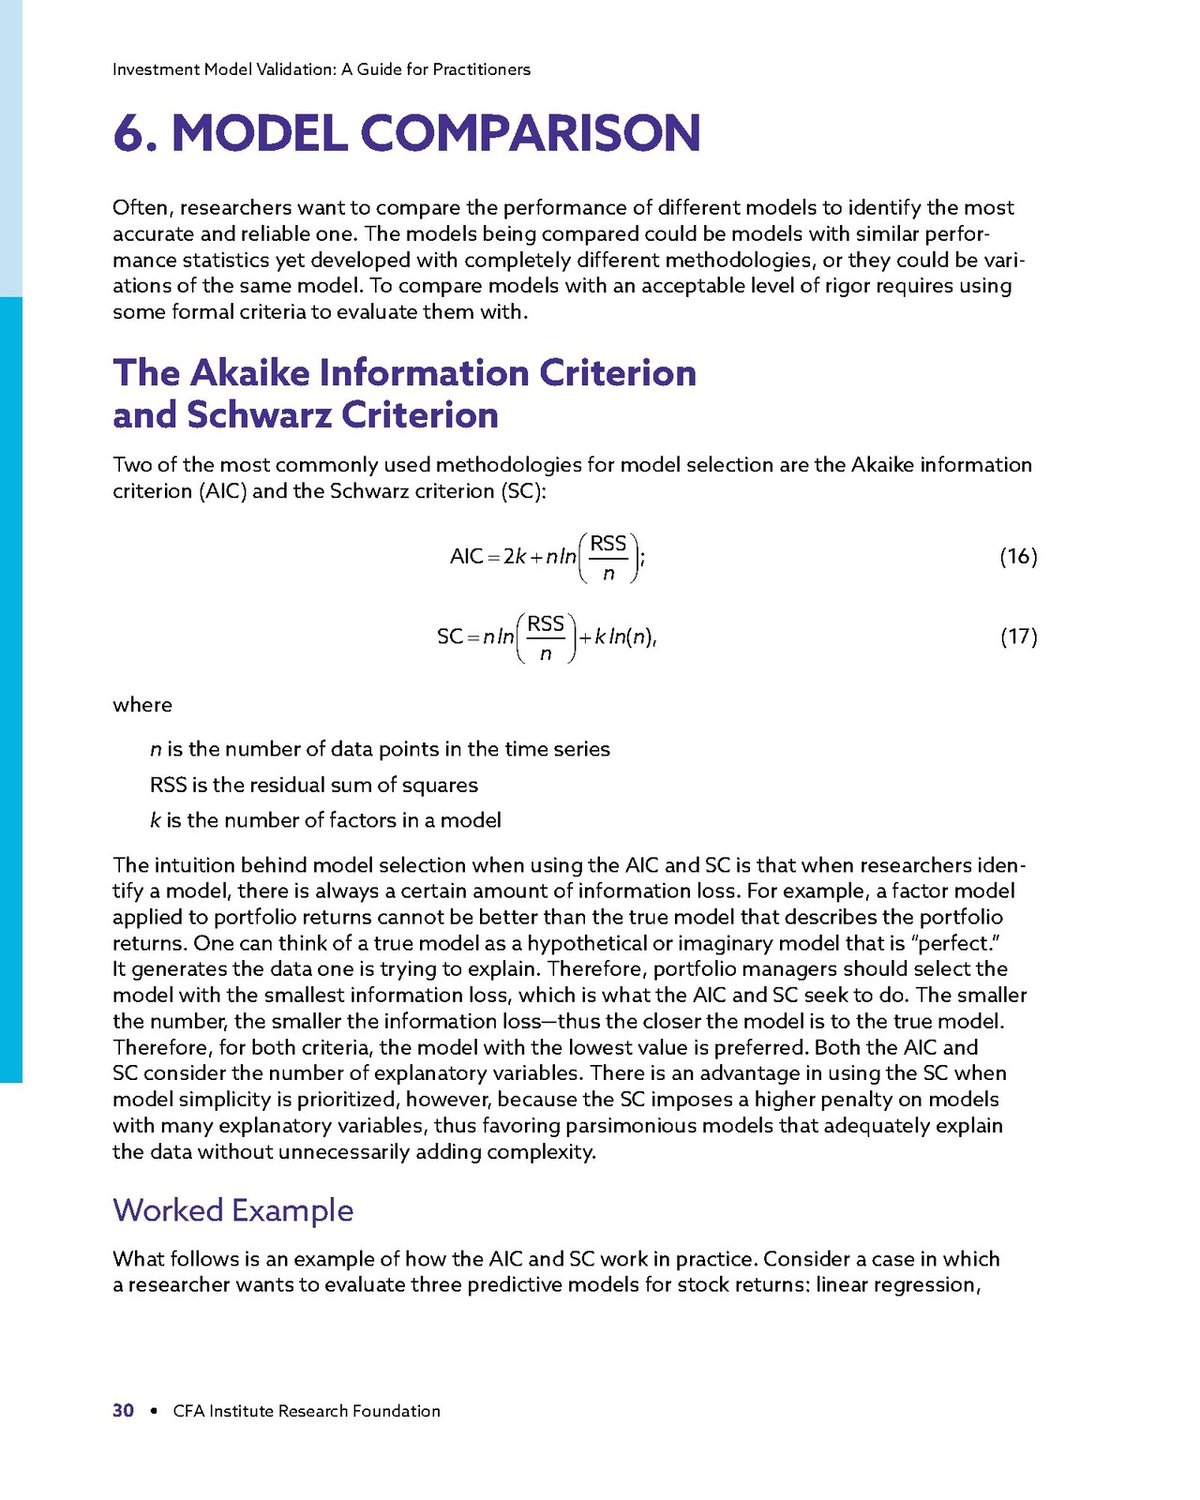 Investment Model Validation: A Guide for Practitioners
6. MODEL COMPARISON
Often, researchers want to compare the performance of different models to identify the most
accurate and reliable one. The models being compared could be models with similar perfor-
mance statistics yet developed with completely different methodologies, or they could be vari-
ations of the same model. To compare models with an acceptable level of rigor requires using
some formal criteria to evaluate them with.
The Akaike Information Criterion
and Schwarz Criterion
Two of the most commonly used methodologies for model selection are the Akaike information
criterion (AIC) and the Schwarz criterion (SC):
AIC = 2k + n ln(RSS/n); (16)
SC = n ln(RSS/n) + k ln(n), (17)
where
n is the number of data points in the time series
RSS is the residual sum of squares
k is the number of factors in a model
The intuition behind model selection when using the AIC and SC is that when researchers iden-
tify a model, there is always a certain amount of information loss. For example, a factor model
applied to portfolio returns cannot be better than the true model that describes the portfolio
returns. One can think of a true model as a hypothetical or imaginary model that is “perfect.”
It generates the data one is trying to explain. Therefore, portfolio managers should select the
model with the smallest information loss, which is what the AIC and SC seek to do. The smaller
the number, the smaller the information loss—thus the closer the model is to the true model.
Therefore, for both criteria, the model with the lowest value is preferred. Both the AIC and
SC consider the number of explanatory variables. There is an advantage in using the SC when
model simplicity is prioritized, however, because the SC imposes a higher penalty on models
with many explanatory variables, thus favoring parsimonious models that adequately explain
the data without unnecessarily adding complexity.
Worked Example
What follows is an example of how the AIC and SC work in practice. Consider a case in which
a researcher wants to evaluate three predictive models for stock returns: linear regression,
30 • CFA Institute Research Foundation